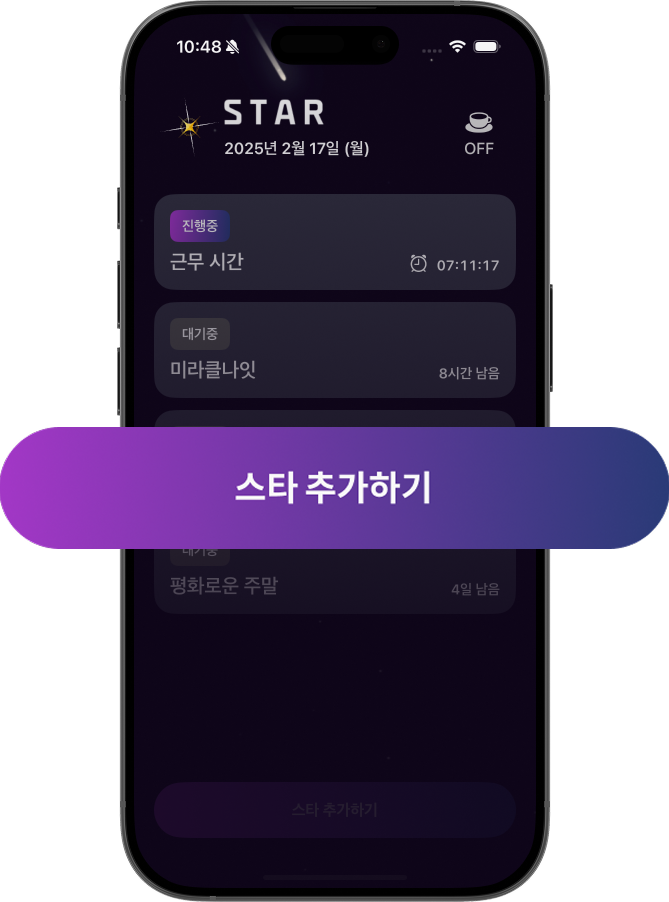 10:48
STAR
2025년 2월 17일 (월)
OFF
진행중
근무 시간
07:11:17
대기중
미라클나잇
8시간 남음
스타 추가하기
대기중
평화로운 주말
4일 남음
스타 추가하기